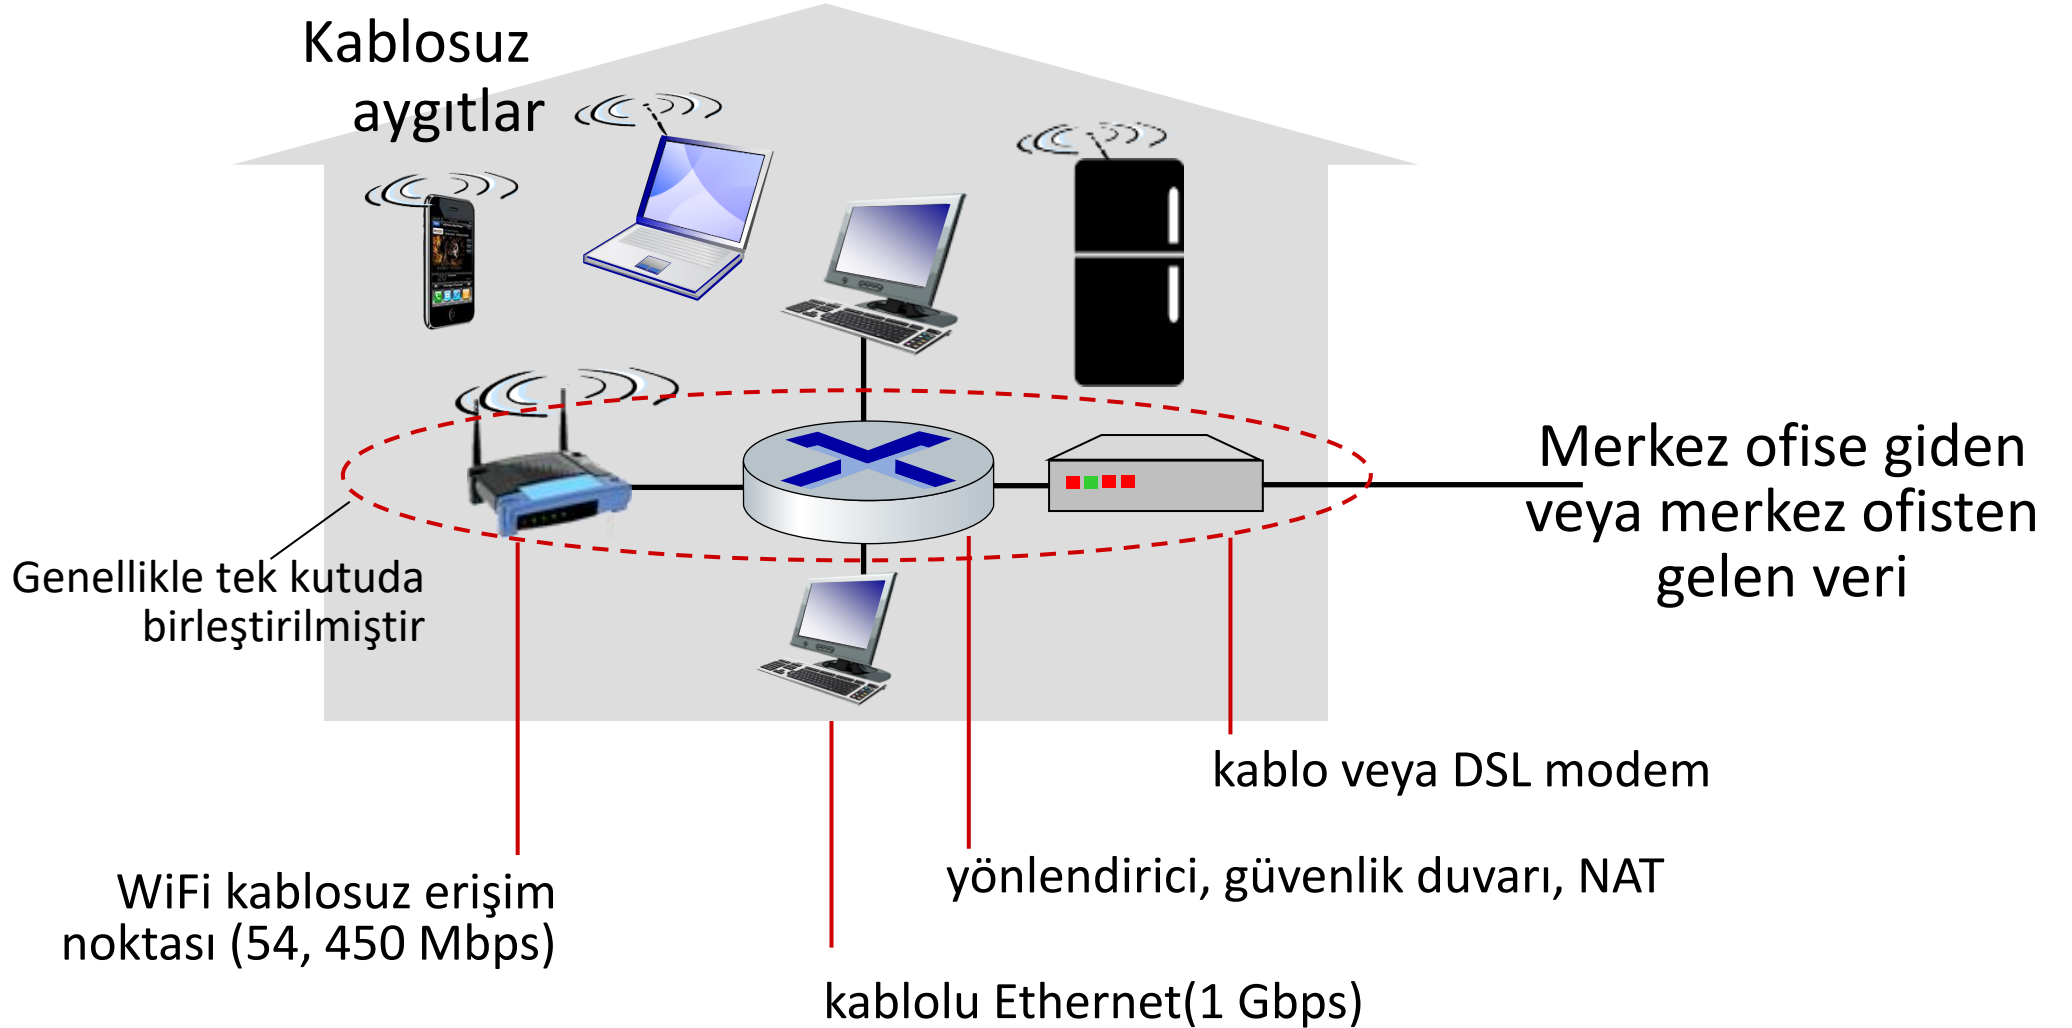 Kablosuz
aygıtlar
Merkez ofise giden
veya merkez ofisten
gelen veri
Genellikle tek kutuda
birleştirilmiştir
kablo veya DSL modem
yönlendirici, güvenlik duvarı, NAT
WiFi kablosuz erişim
noktası (54, 450 Mbps)
kablolu Ethernet(1 Gbps)